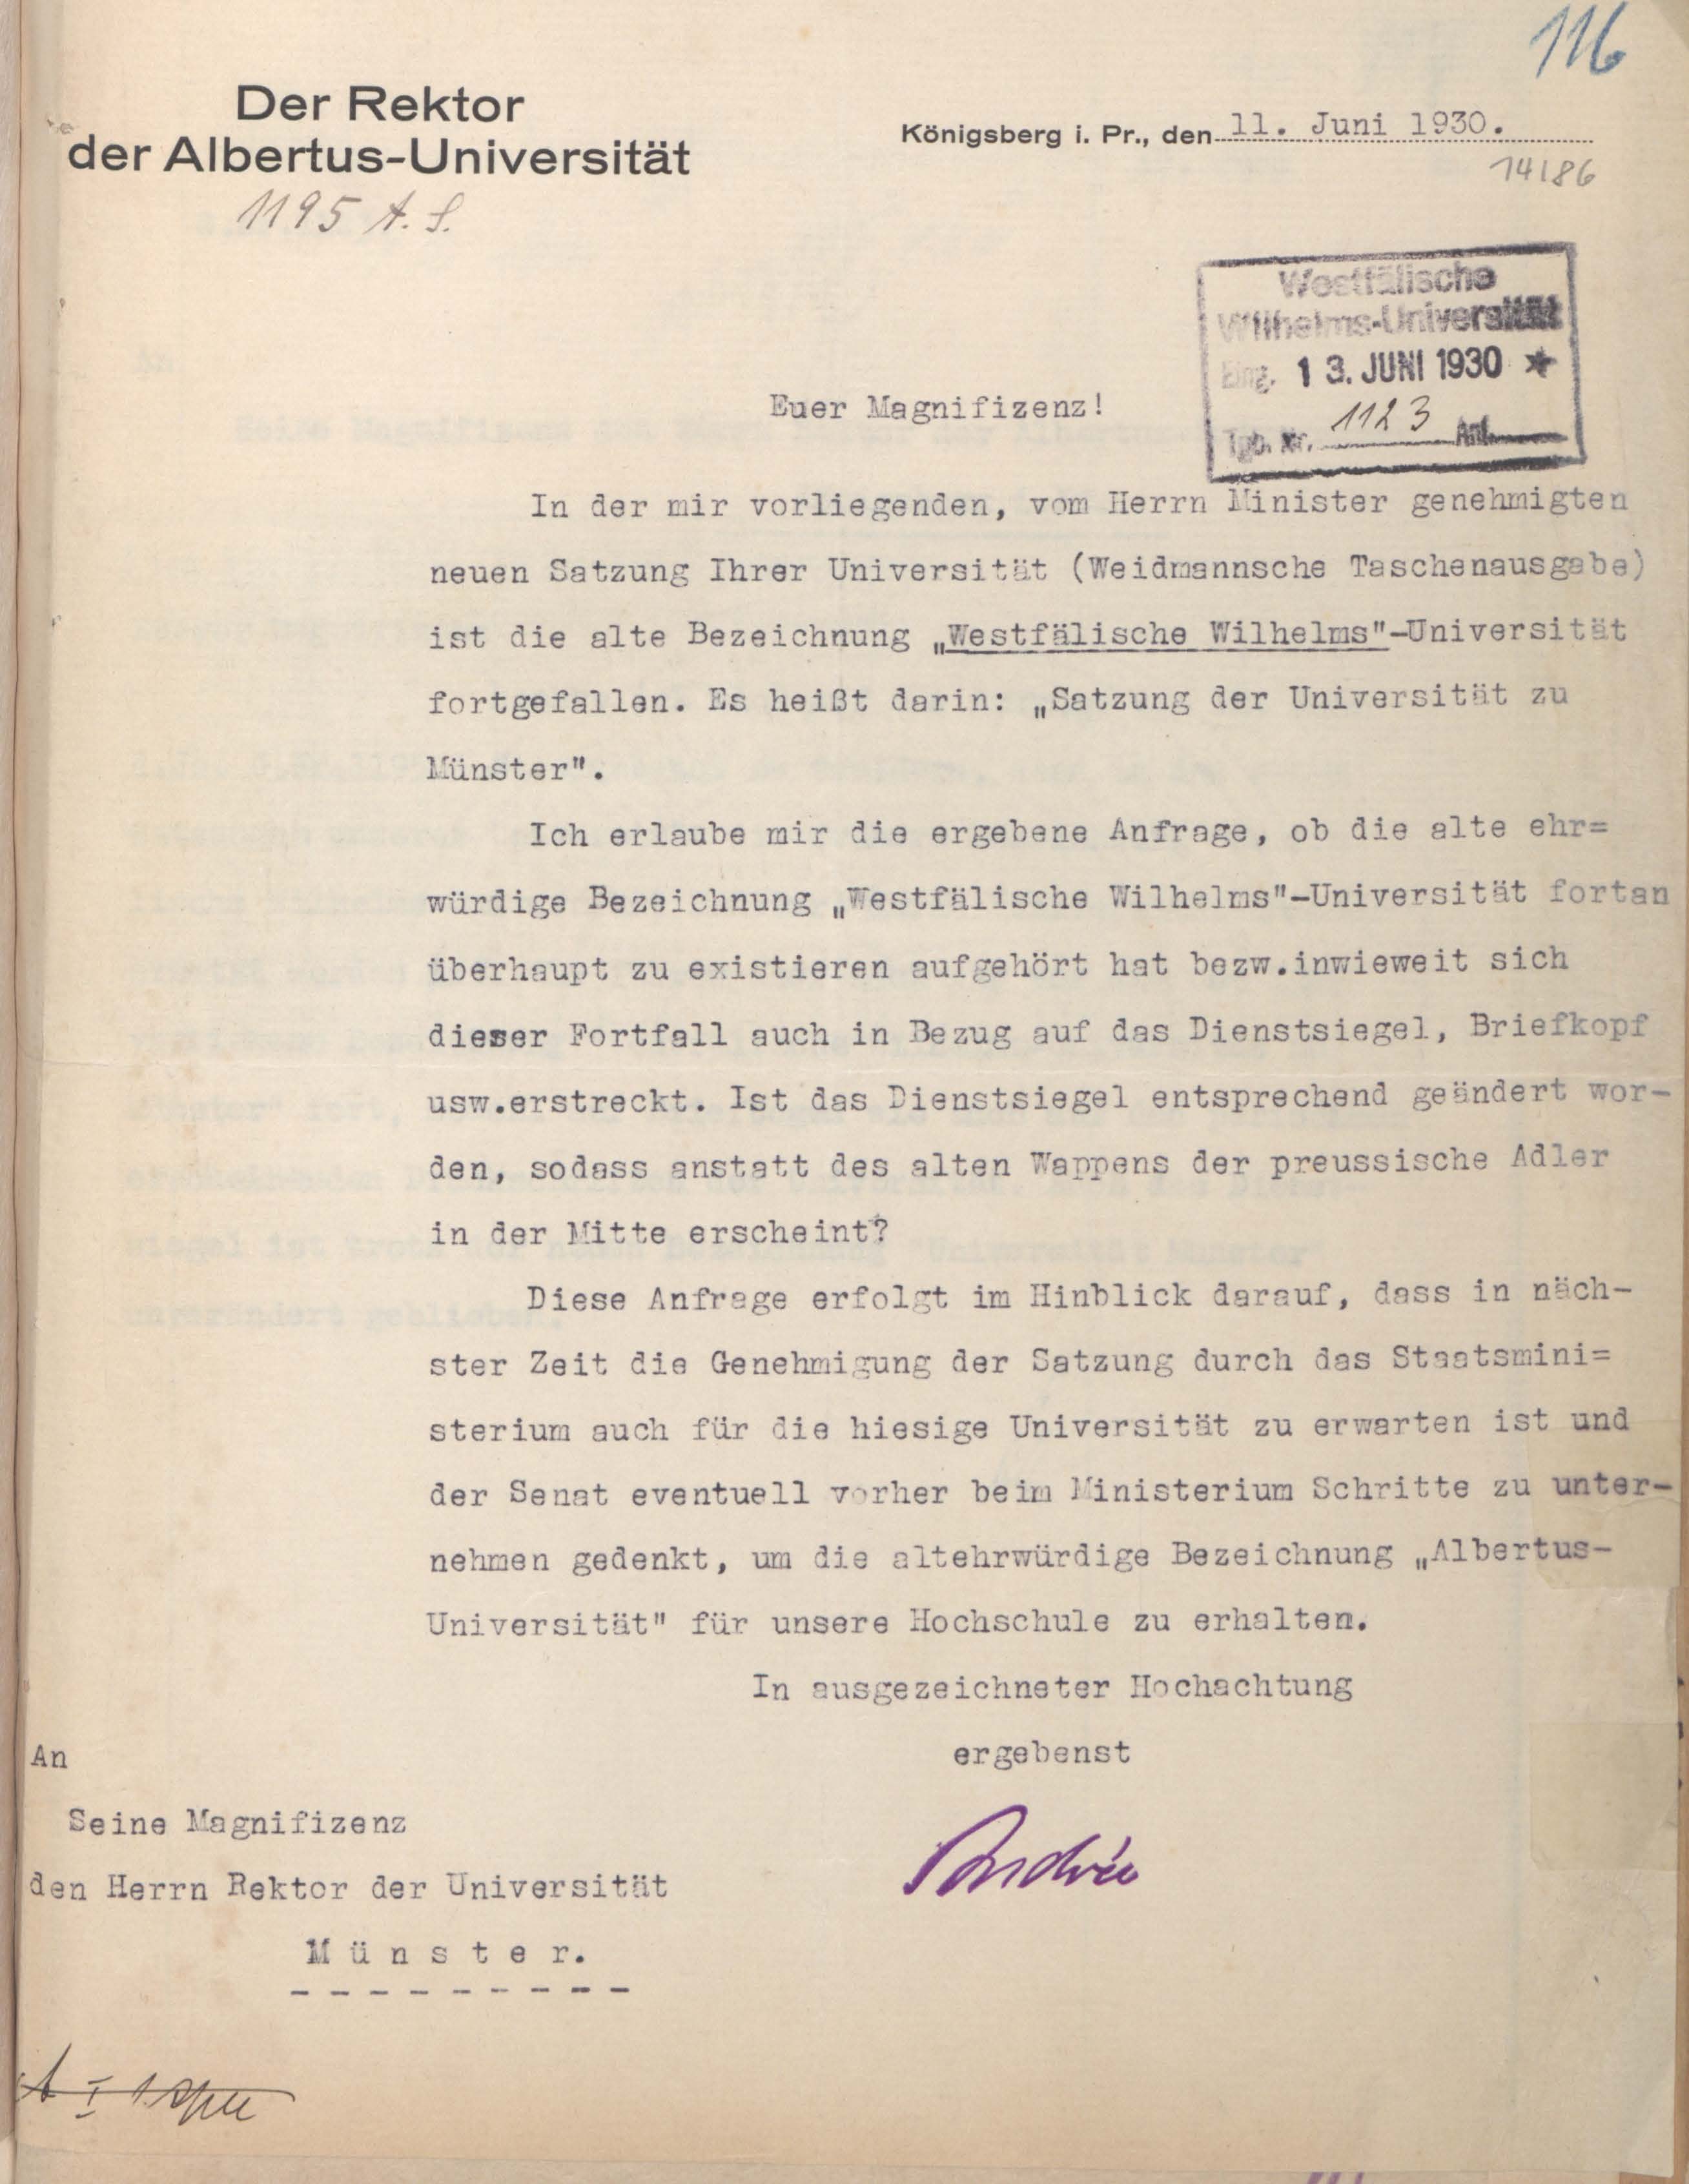 116
Der Rektor
der Albertus-Universität
Königsberg i. Pr., den 11. Juni 1930.
14186
1195 A. S.
Westfälische
Wilhelms-Universität
Eing. 13. JUNI 1930 ★
Tgb. Nr. 1123 Anl.
Euer Magnifizenz!
In der mir vorliegenden, vom Herrn Minister genehmigten
neuen Satzung Ihrer Universität (Weidmannsche Taschenausgabe)
ist die alte Bezeichnung „Westfälische Wilhelms"-Universität
fortgefallen. Es heißt darin: „Satzung der Universität zu
Münster".
Ich erlaube mir die ergebene Anfrage, ob die alte ehr=
würdige Bezeichnung „Westfälische Wilhelms"-Universität fortan
überhaupt zu existieren aufgehört hat bezw.inwieweit sich
dieser Fortfall auch in Bezug auf das Dienstsiegel, Briefkopf
usw.erstreckt. Ist das Dienstsiegel entsprechend geändert wor-
den, sodass anstatt des alten Wappens der preussische Adler
in der Mitte erscheint?
Diese Anfrage erfolgt im Hinblick darauf, dass in näch-
ster Zeit die Genehmigung der Satzung durch das Staatsmini=
sterium auch für die hiesige Universität zu erwarten ist und
der Senat eventuell vorher beim Ministerium Schritte zu unter-
nehmen gedenkt, um die altehrwürdige Bezeichnung „Albertus-
Universität" für unsere Hochschule zu erhalten.
In ausgezeichneter Hochachtung
ergebenst
Andrée
An
Seine Magnifizenz
den Herrn Rektor der Universität
Münster.